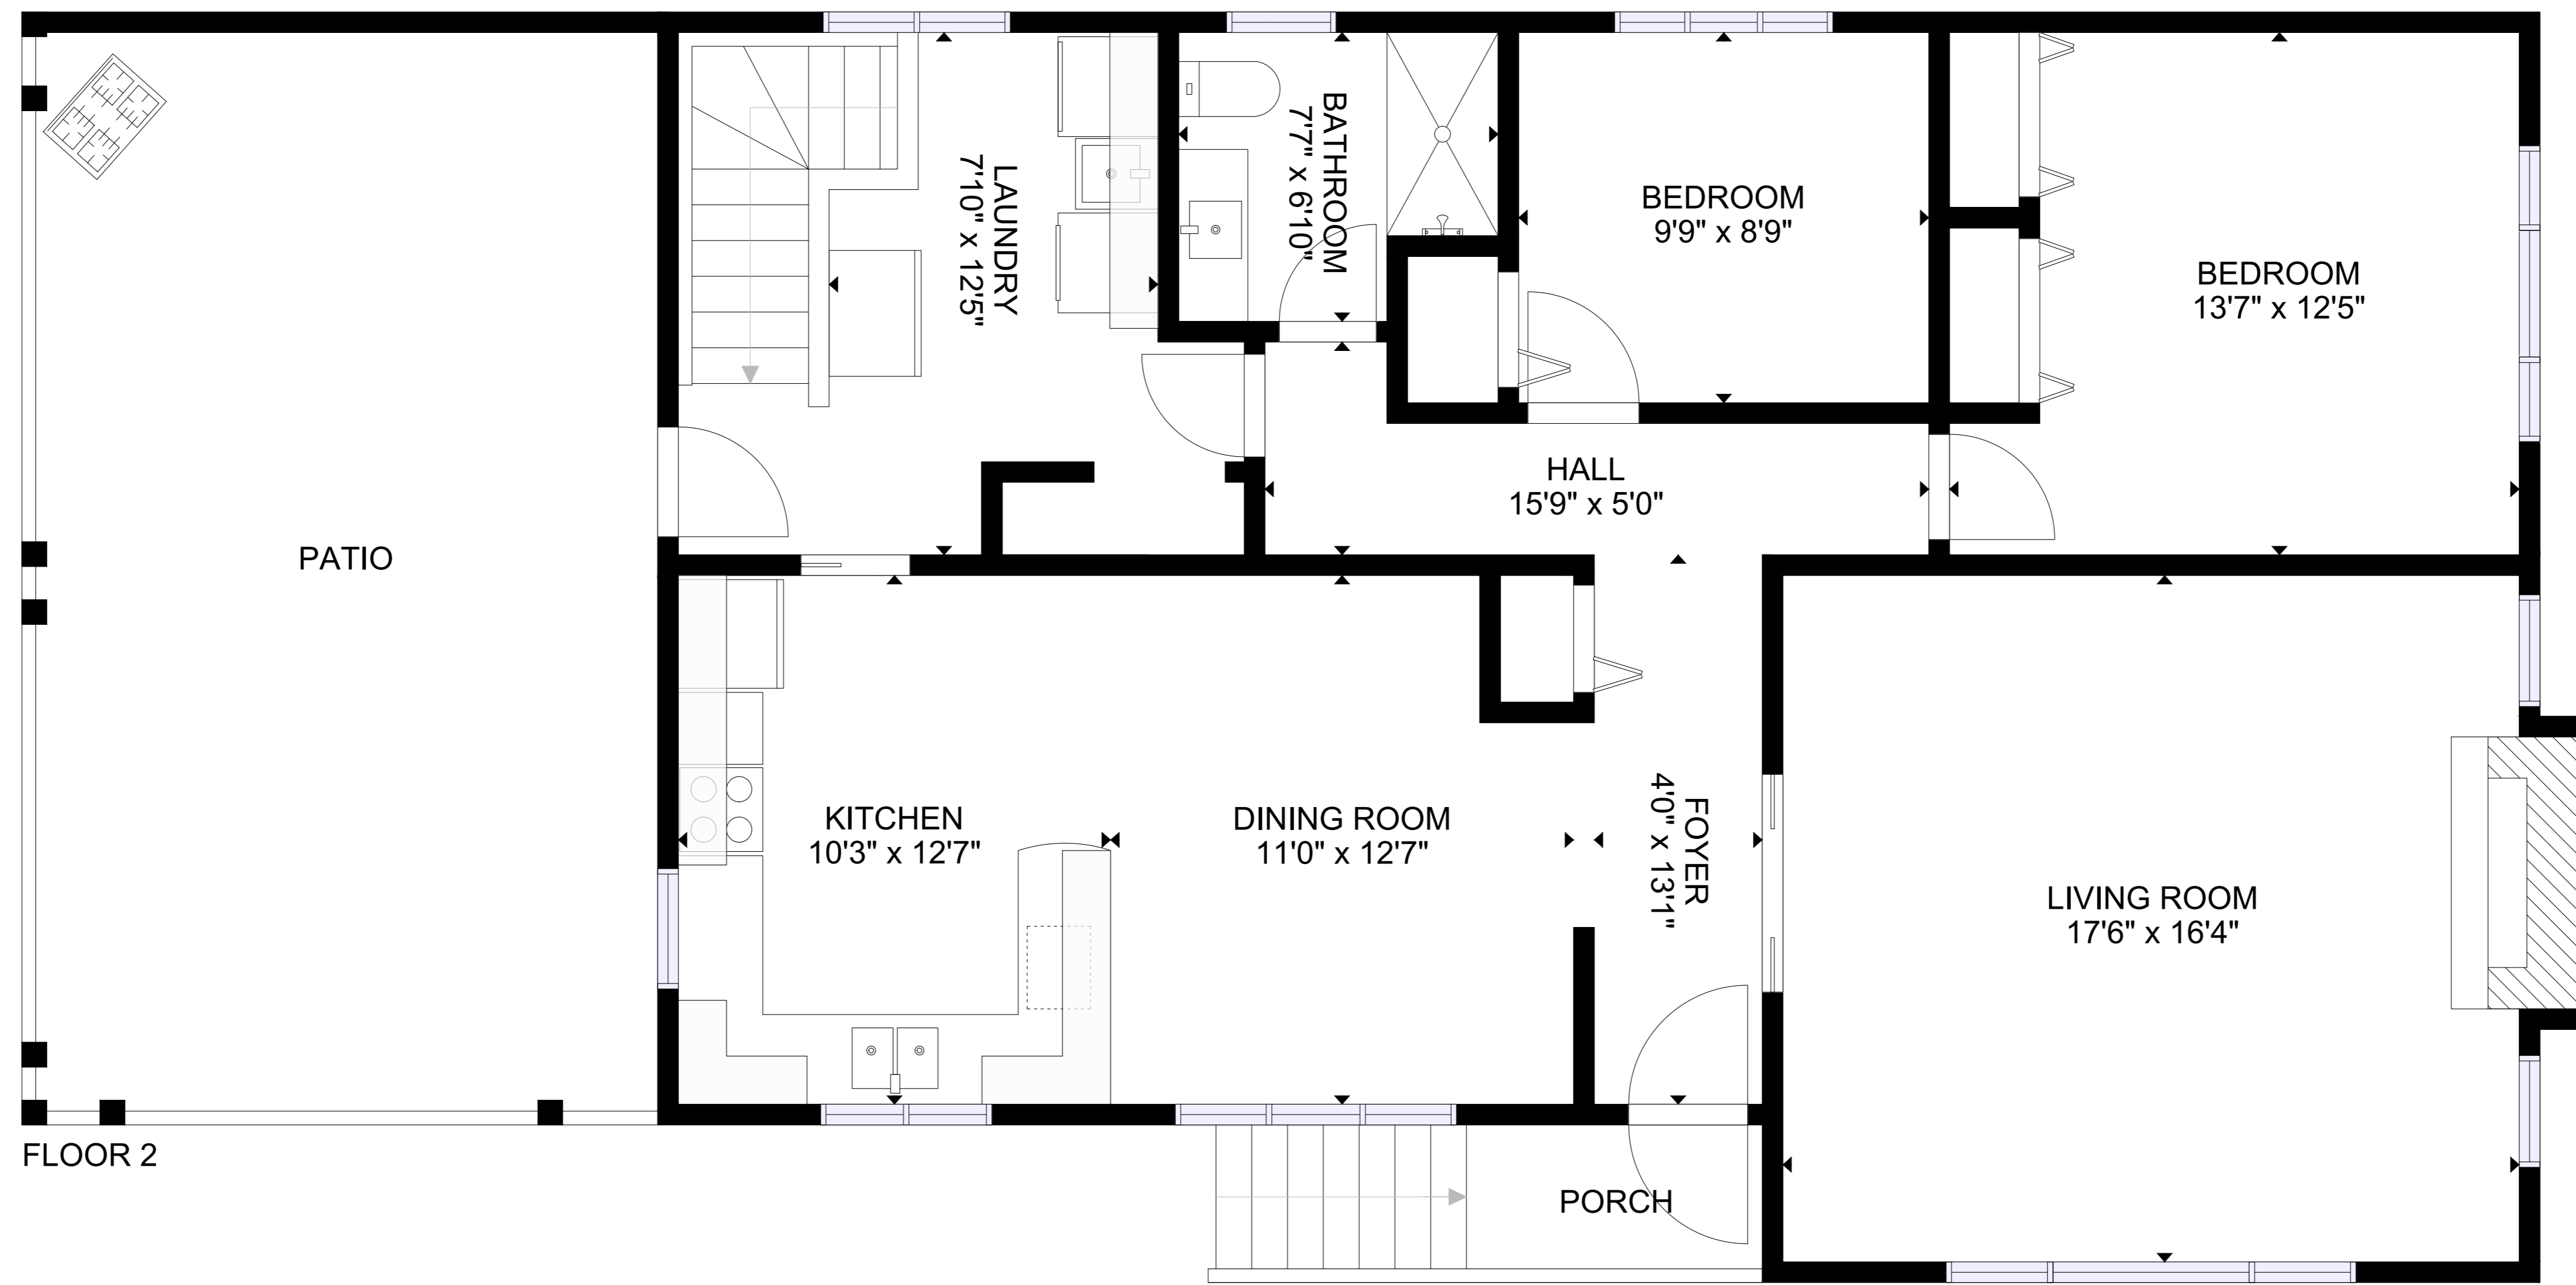 LAUNDRY
7'10" x 12'5"
BATHROOM
7'7" x 6'10"
BEDROOM
9'9" x 8'9"
BEDROOM
13'7" x 12'5"
HALL
15'9" x 5'0"
PATIO
KITCHEN
10'3" x 12'7"
DINING ROOM
11'0" x 12'7"
FOYER
4'0" x 13'1"
LIVING ROOM
17'6" x 16'4"
FLOOR 2
PORCH